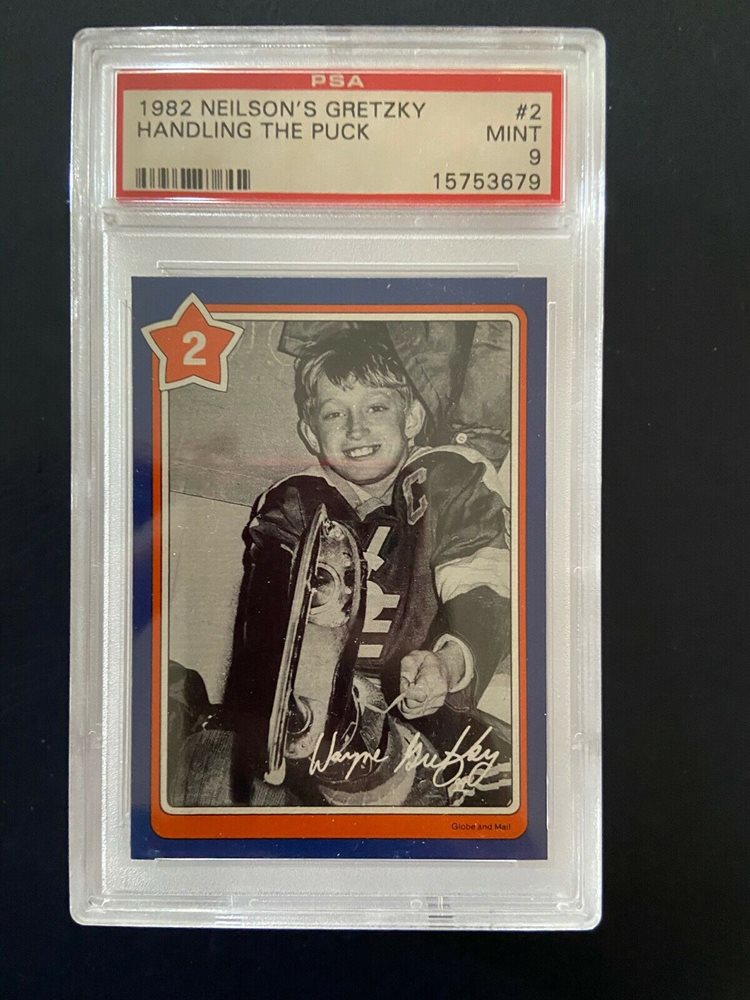 PSA
1982 NEILSON'S GRETZKY #2
HANDLING THE PUCK MINT
9
15753679
2
C
Wayne Gretzky
Globe and Mail